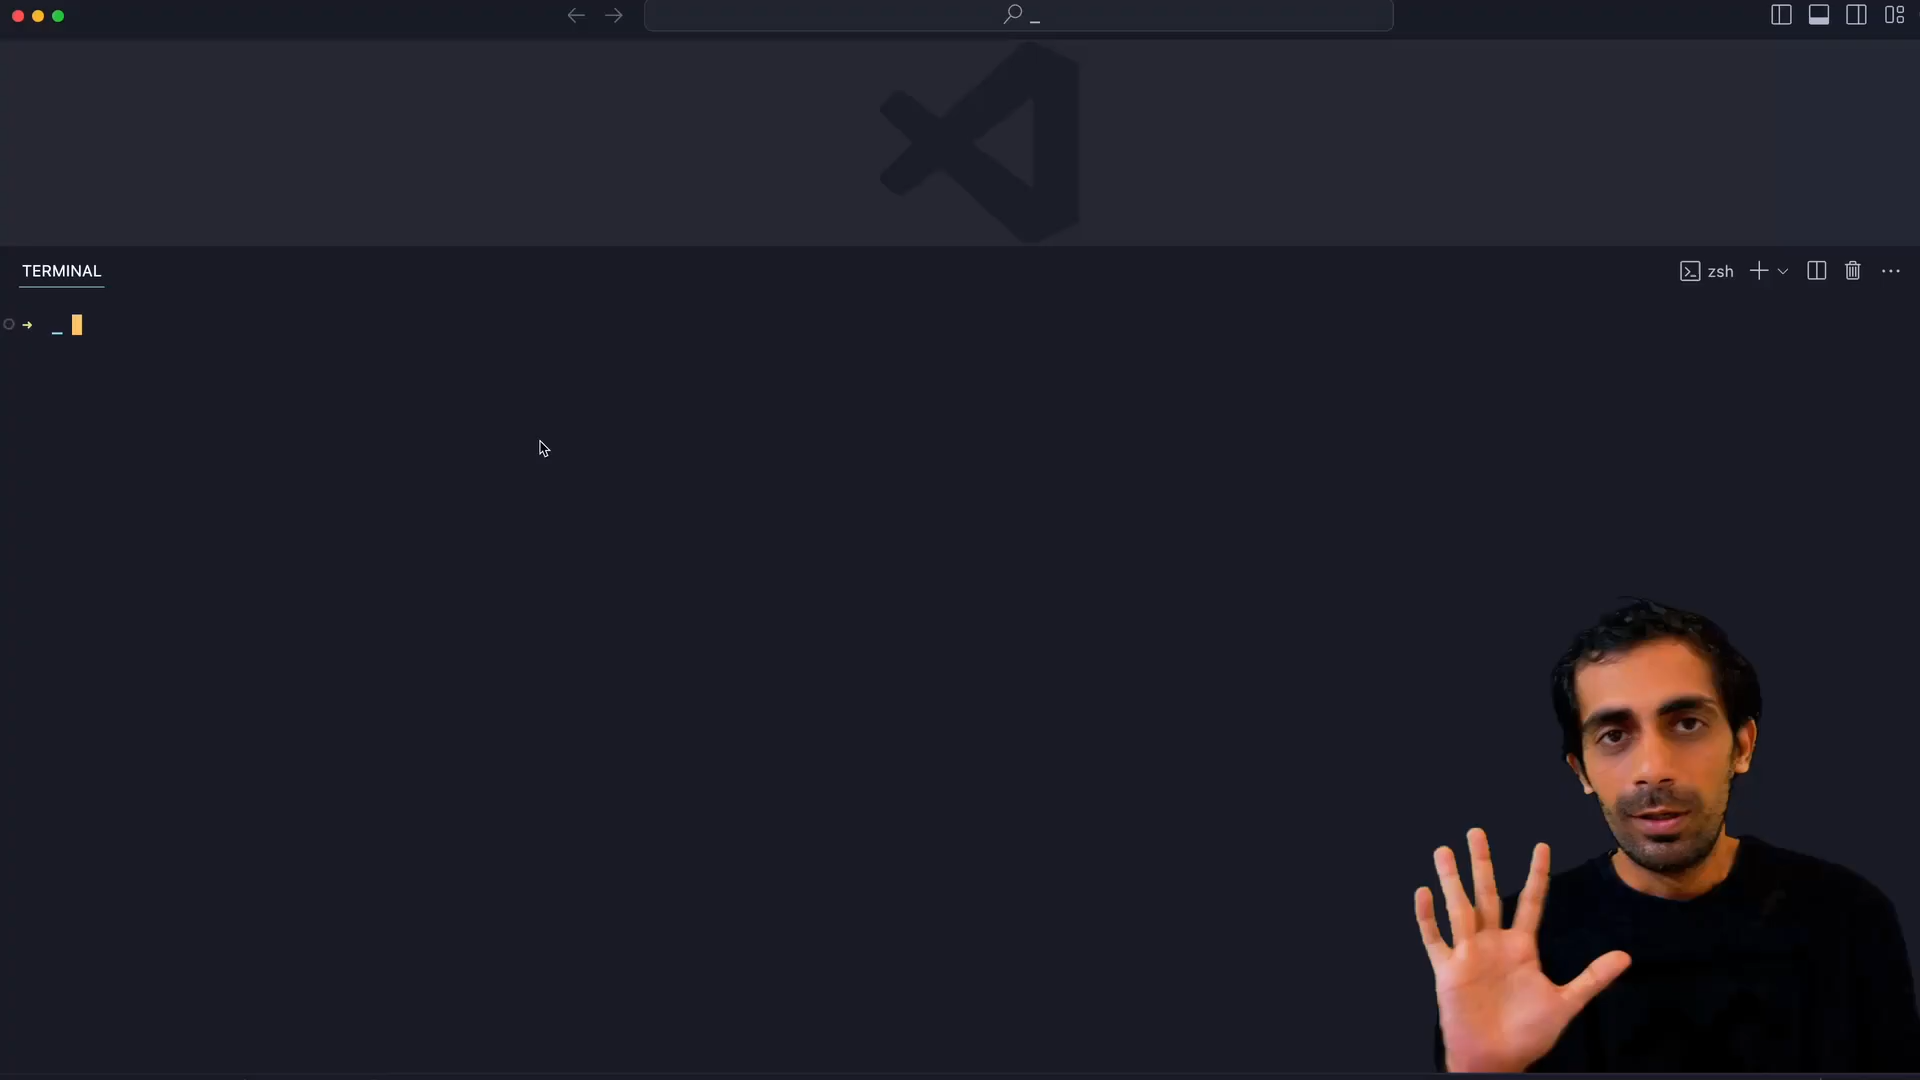 _
TERMINAL
zsh
→ _